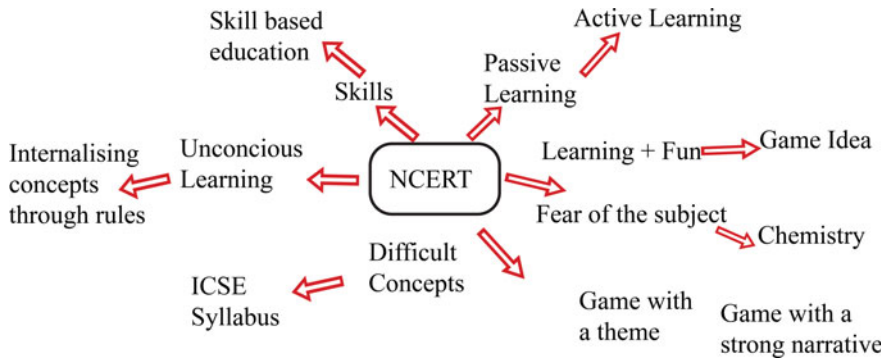 Skill based
education
Active Learning
Passive
Learning
Skills
Unconcious
Learning
Internalising
concepts
through rules
NCERT
Learning + Fun
Game Idea
Fear of the subject
Chemistry
Difficult
Concepts
ICSE
Syllabus
Game with
a theme
Game with a
strong narrative